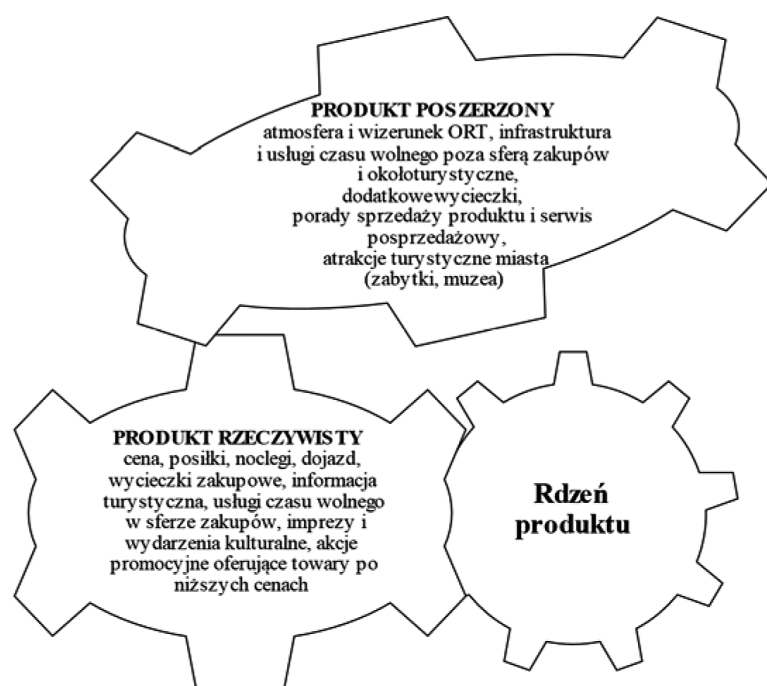 PRODUKT POSZERZONY
atmosfera i wizerunek ORT, infrastruktura
i usługi czasu wolnego poza sferą zakupów
i okołoturystyczne,
dodatkowe wycieczki,
porady sprzedaży produktu i serwis
posprzedażowy,
atrakcje turystyczne miasta
(zabytki, muzea)
PRODUKT RZECZYWISTY
cena, posiłki, noclegi, dojazd,
wycieczki zakupowe, informacja
turystyczna, usługi czasu wolnego
w sferze zakupów, imprezy i
wydarzenia kulturalne, akcje
promocyjne oferujące towary po
niższych cenach
Rdzeń
produktu